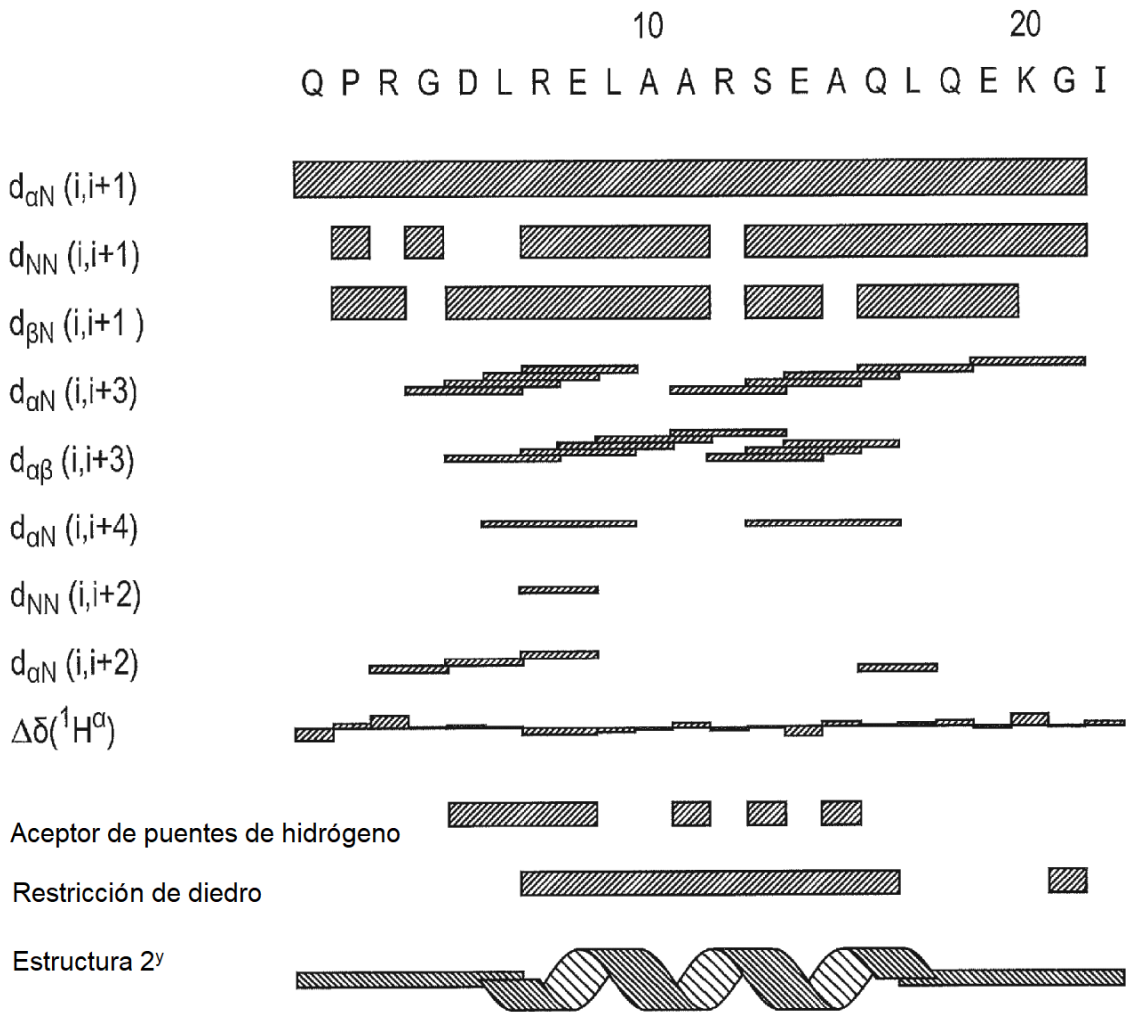 10 20
Q P R G D L R E L A A R S E A Q L Q E K G I
dαN (i,i+1)
dNN (i,i+1)
dβN (i,i+1 )
dαN (i,i+3)
dαβ (i,i+3)
dαN (i,i+4)
dNN (i,i+2)
dαN (i,i+2)
Δδ(¹Hα)
Aceptor de puentes de hidrógeno
Restricción de diedro
Estructura 2ʸ